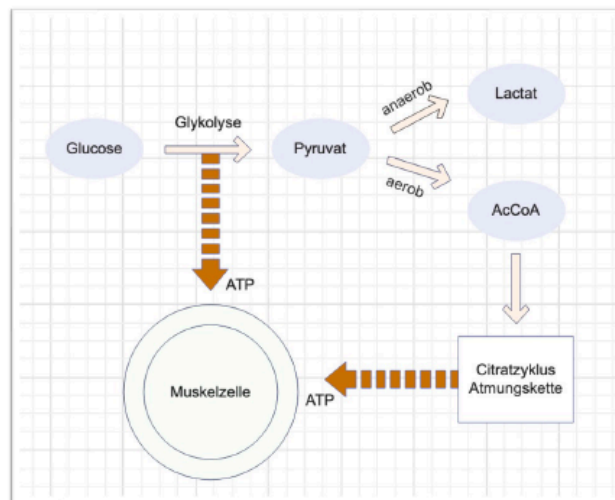 Lactat
anaerob
Glykolyse
Glucose
Pyruvat
aerob
AcCoA
ATP
Muskelzelle
ATP
Citratzyklus
Atmungskette